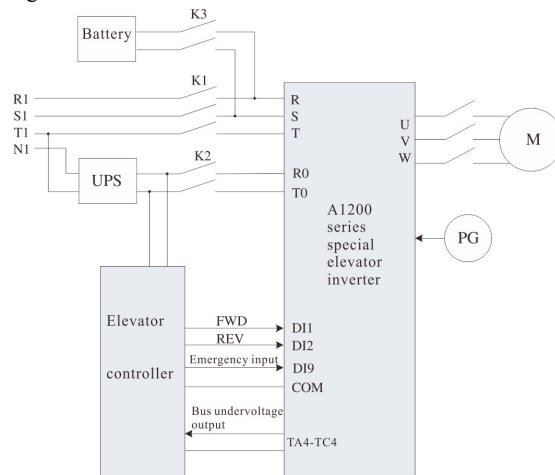 K3
Battery
K1
R1
S1
T1
N1
R
S
T
K2
UPS
R0
T0
U
V
W
M
A1200
series
special
elevator
inverter
PG
Elevator
controller
FWD
REV
Emergency input
DI1
DI2
DI9
COM
Bus undervoltage
output
TA4-TC4